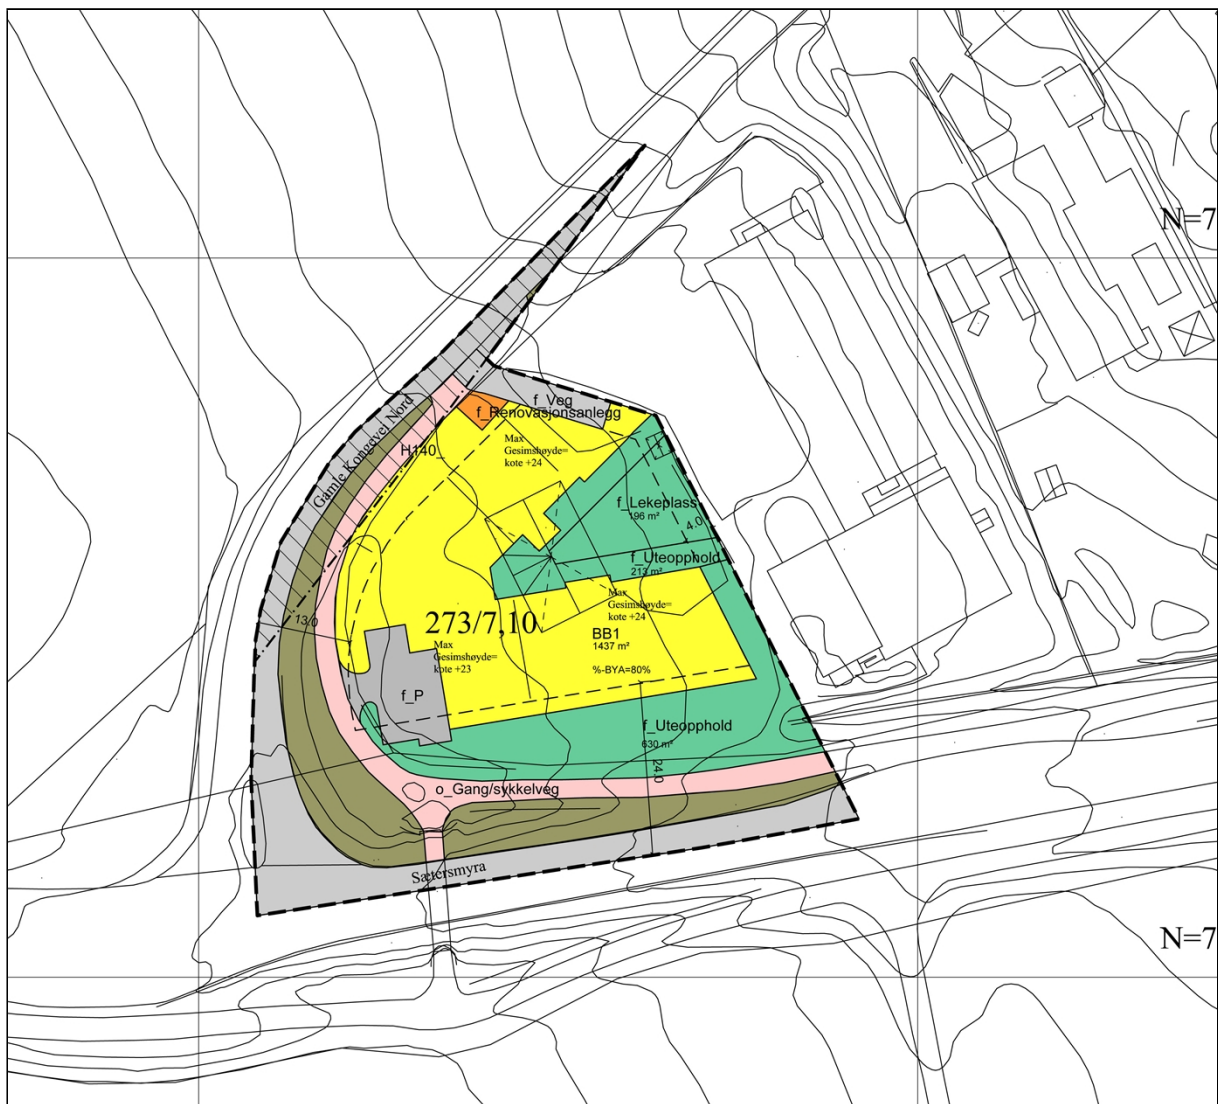 N=7
f_Veg
f_Renovasjonsanlegg
Gamle Kongevei Nord
H140_
Max
Gesimshøyde=
kote +24
f_Lekeplass
196 m²
4.0
f_Uteopphold
213 m²
Max
Gesimshøyde=
kote +24
13.0
273/7,10
BB1
1437 m²
Max
Gesimshøyde=
kote +23
%-BYA=80%
f_P
f_Uteopphold
630 m²
24.0
o_Gang/sykkelveg
Sætersmyra
N=7